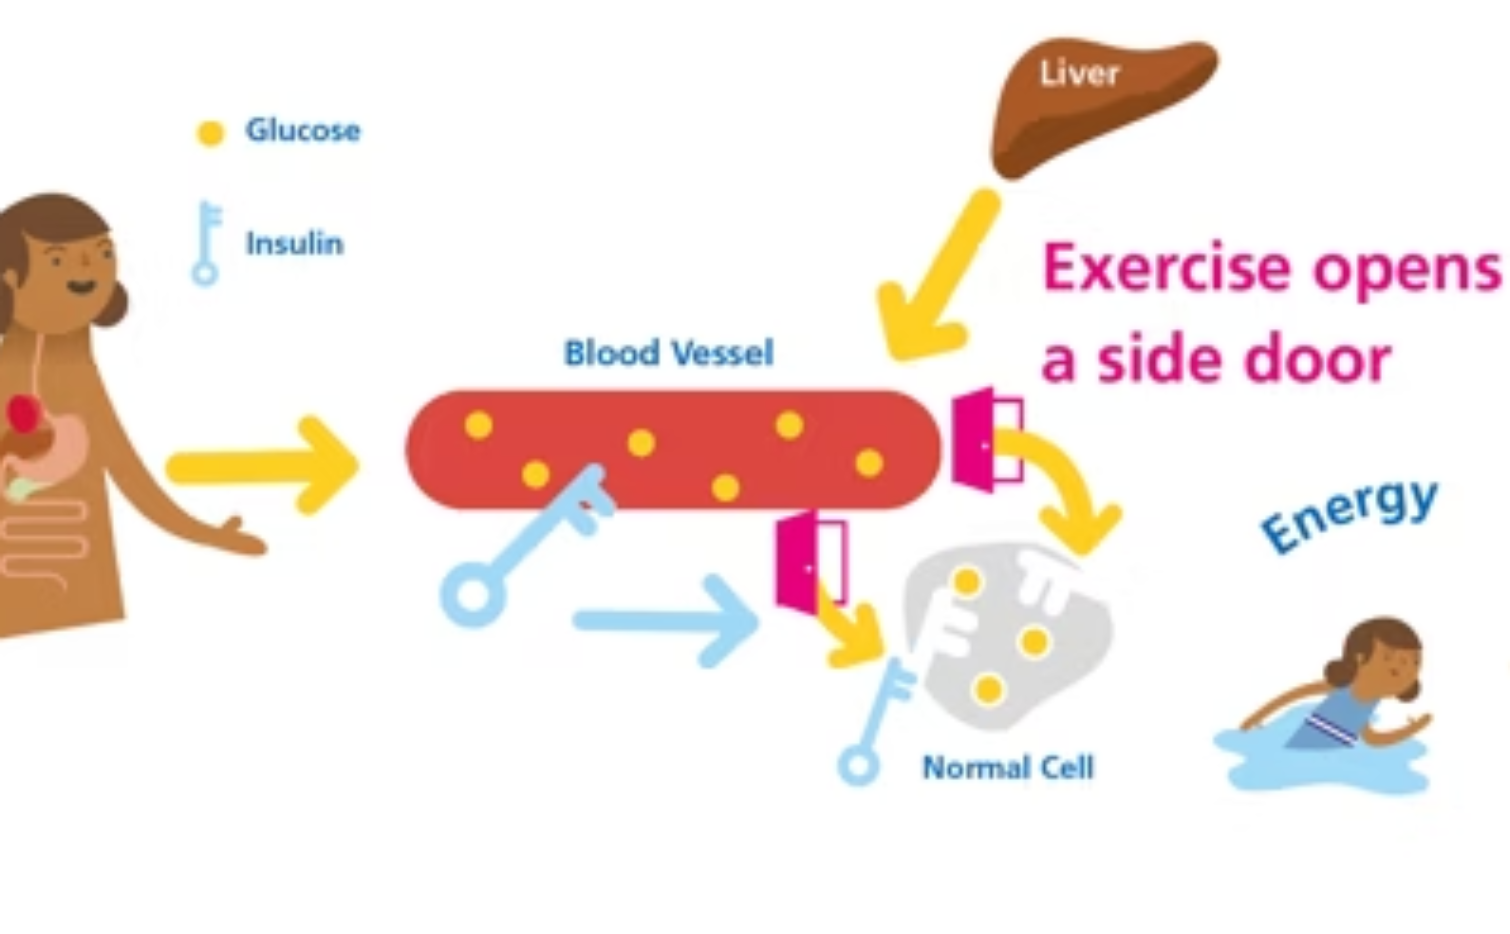 Liver
Glucose
Insulin
Exercise opens
a side door
Blood Vessel
Energy
Normal Cell